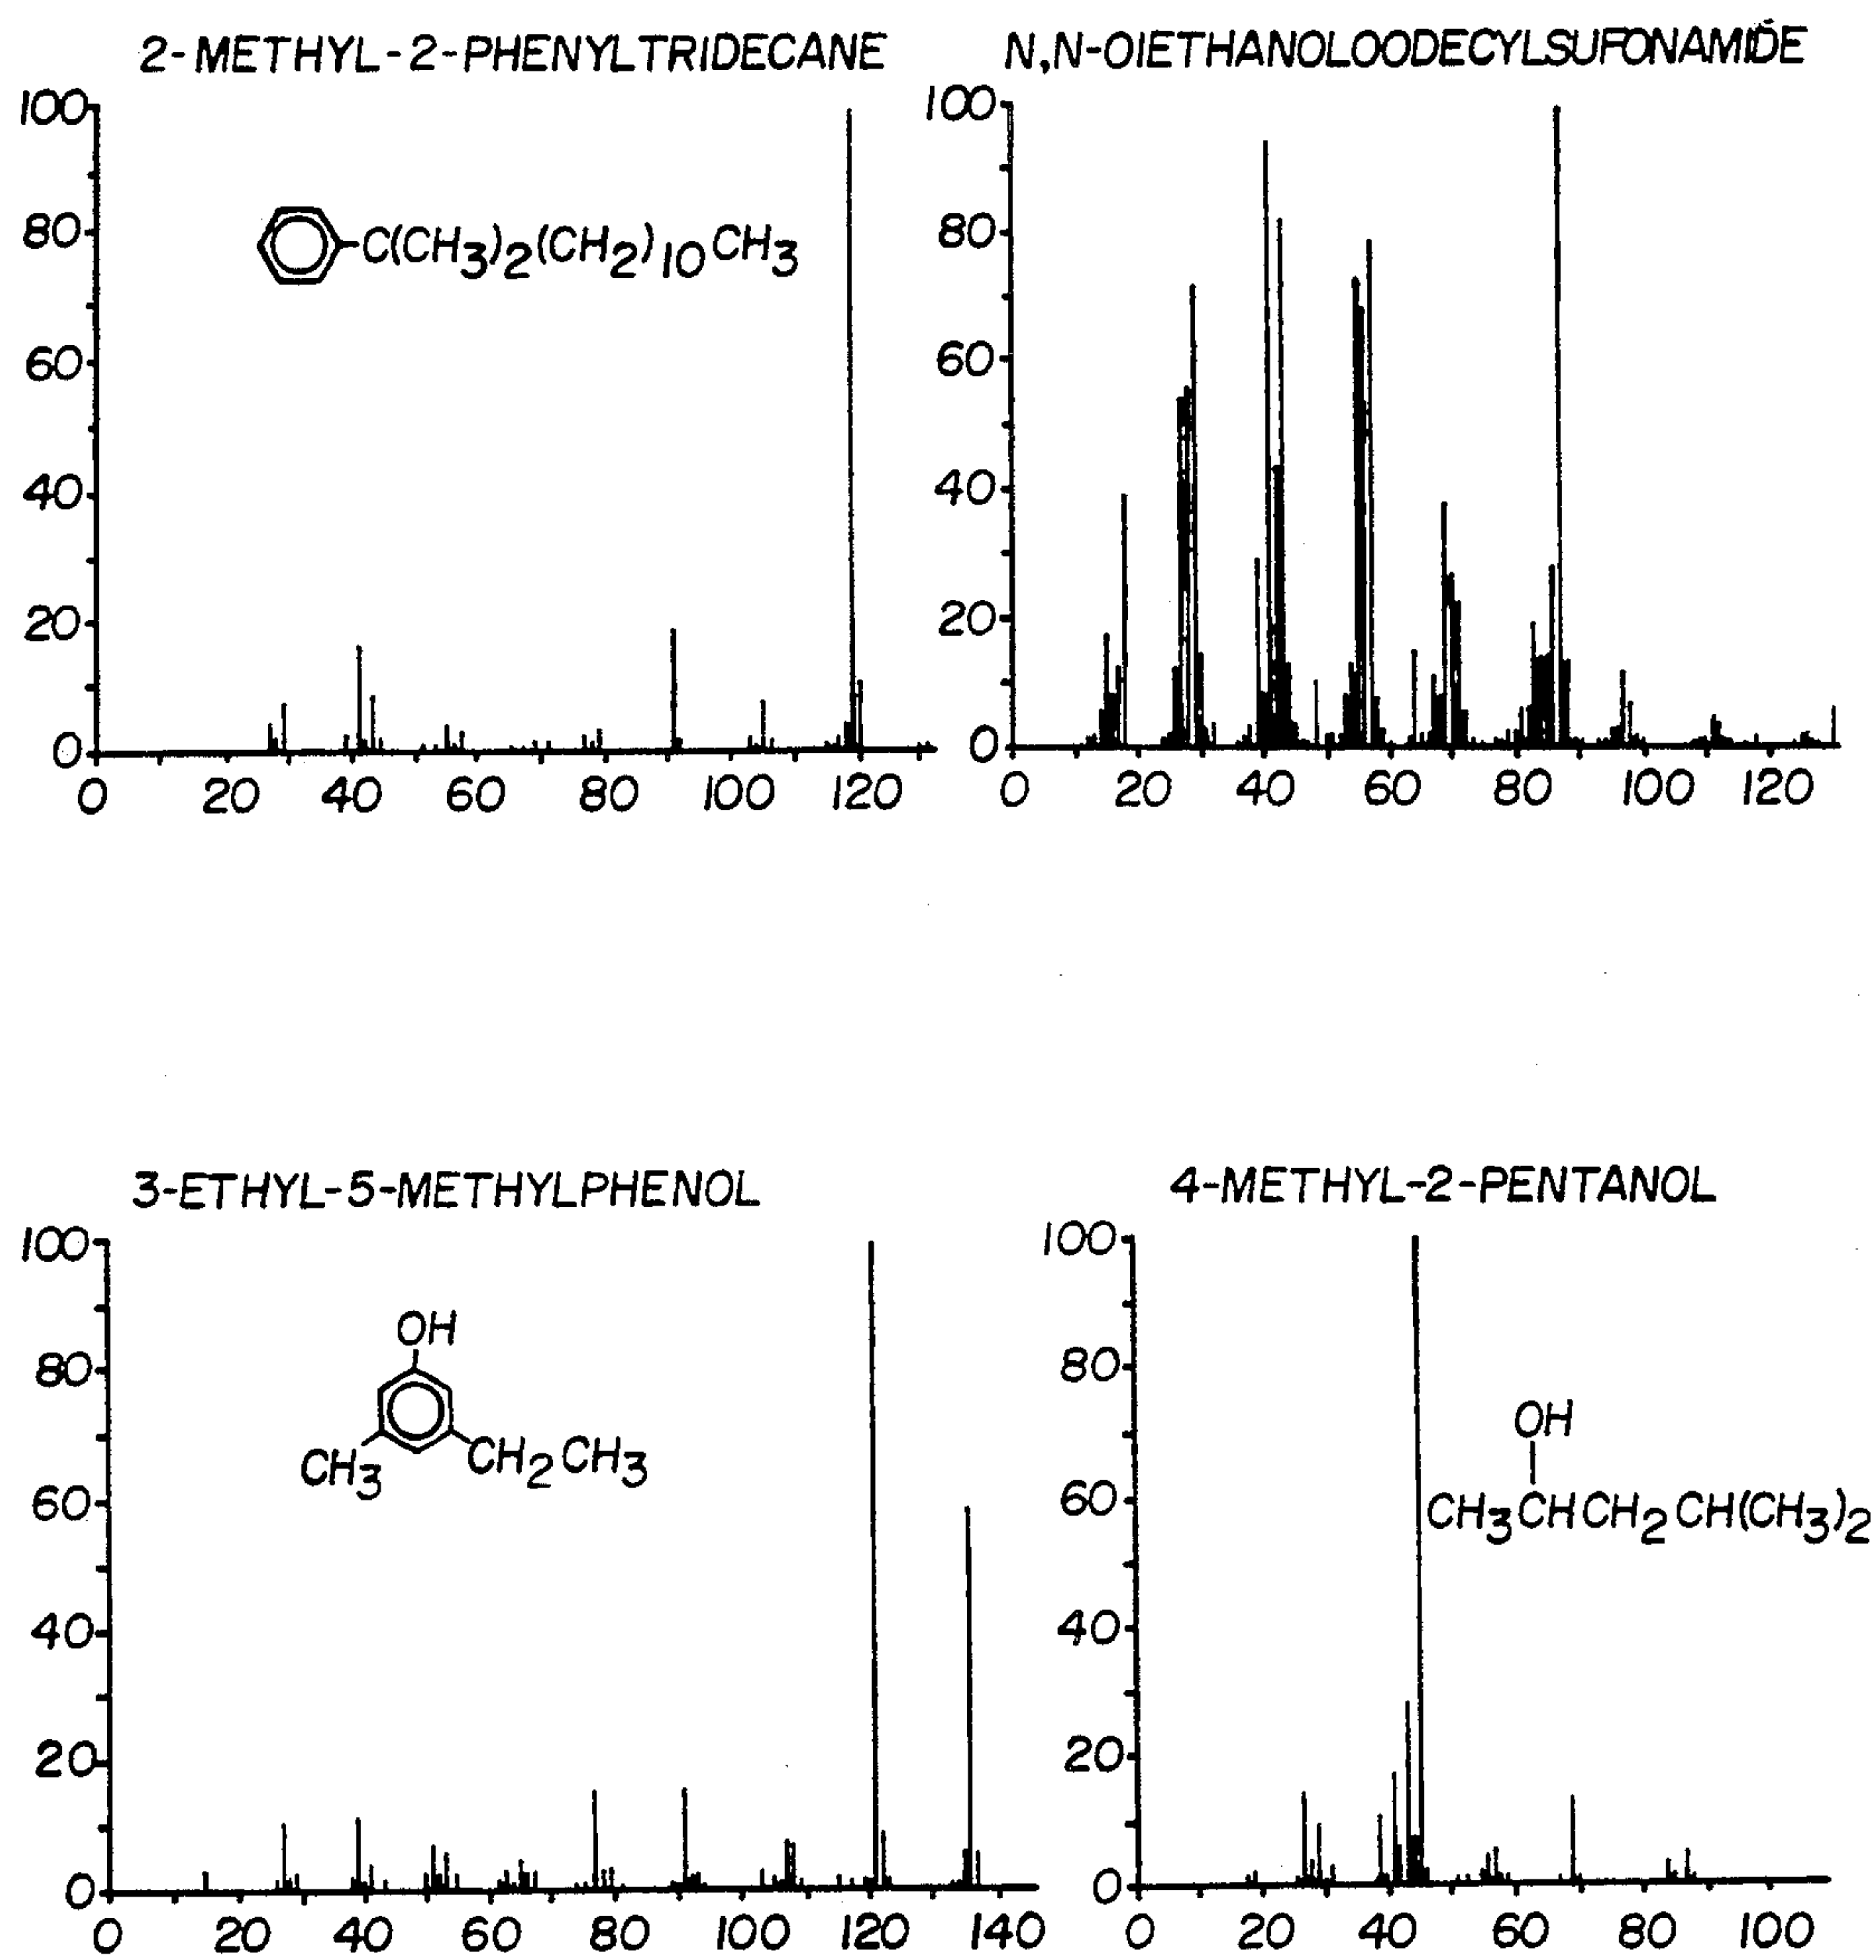 2-METHYL-2-PHENYLTRIDECANE
100
80
60
40
20
0
C(CH3)2(CH2)10CH3
0 20 40 60 80 100 120
N,N-OIETHANOLOODECYLSUFONAMIDE
100
80
60
40
20
0
0 20 40 60 80 100 120
3-ETHYL-5-METHYLPHENOL
100
80
60
40
20
0
OH
CH3
CH2CH3
0 20 40 60 80 100 120 140
4-METHYL-2-PENTANOL
100
80
60
40
20
0
OH
CH3CHCH2CH(CH3)2
0 20 40 60 80 100